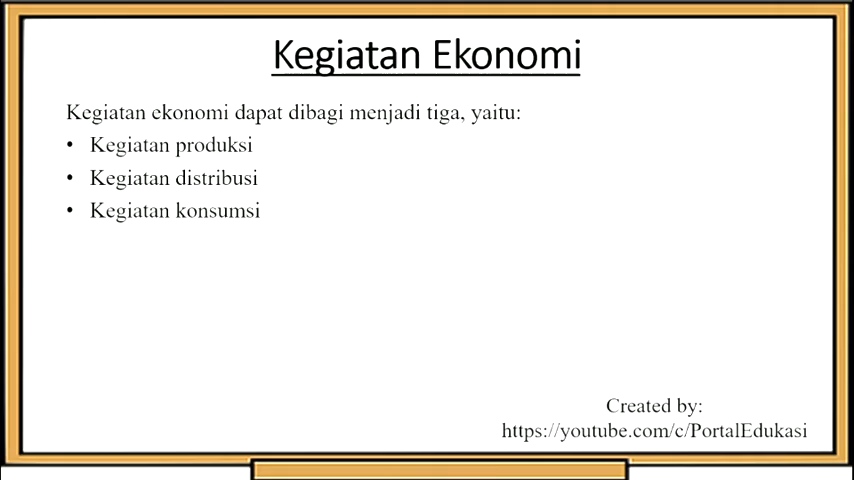 Kegiatan Ekonomi
Kegiatan ekonomi dapat dibagi menjadi tiga, yaitu:
• Kegiatan produksi
• Kegiatan distribusi
• Kegiatan konsumsi
Created by:
https://youtube.com/c/PortalEdukasi